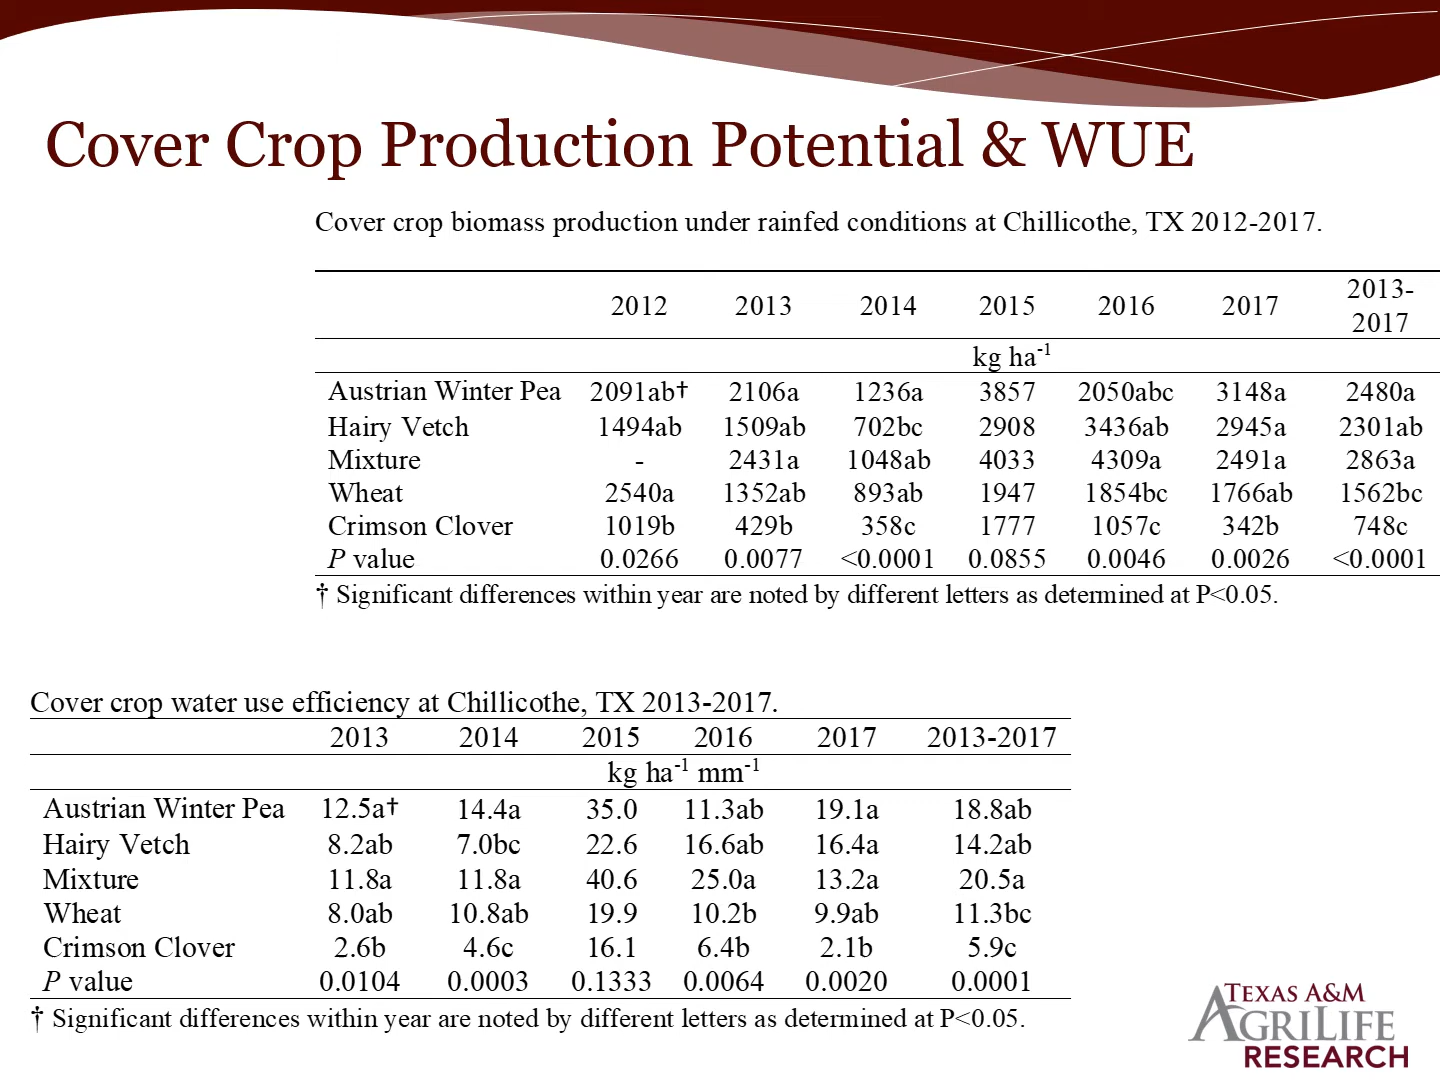 Cover Crop Production Potential & WUE
Cover crop biomass production under rainfed conditions at Chillicothe, TX 2012-2017.
2012 2013 2014 2015 2016 2017 2013-2017
kg ha-1
Austrian Winter Pea 2091ab† 2106a 1236a 3857 2050abc 3148a 2480a
Hairy Vetch 1494ab 1509ab 702bc 2908 3436ab 2945a 2301ab
Mixture - 2431a 1048ab 4033 4309a 2491a 2863a
Wheat 2540a 1352ab 893ab 1947 1854bc 1766ab 1562bc
Crimson Clover 1019b 429b 358c 1777 1057c 342b 748c
P value 0.0266 0.0077 <0.0001 0.0855 0.0046 0.0026 <0.0001
† Significant differences within year are noted by different letters as determined at P<0.05.
Cover crop water use efficiency at Chillicothe, TX 2013-2017.
2013 2014 2015 2016 2017 2013-2017
kg ha-1 mm-1
Austrian Winter Pea 12.5a† 14.4a 35.0 11.3ab 19.1a 18.8ab
Hairy Vetch 8.2ab 7.0bc 22.6 16.6ab 16.4a 14.2ab
Mixture 11.8a 11.8a 40.6 25.0a 13.2a 20.5a
Wheat 8.0ab 10.8ab 19.9 10.2b 9.9ab 11.3bc
Crimson Clover 2.6b 4.6c 16.1 6.4b 2.1b 5.9c
P value 0.0104 0.0003 0.1333 0.0064 0.0020 0.0001
† Significant differences within year are noted by different letters as determined at P<0.05.
TEXAS A&M
AGRILIFE
RESEARCH